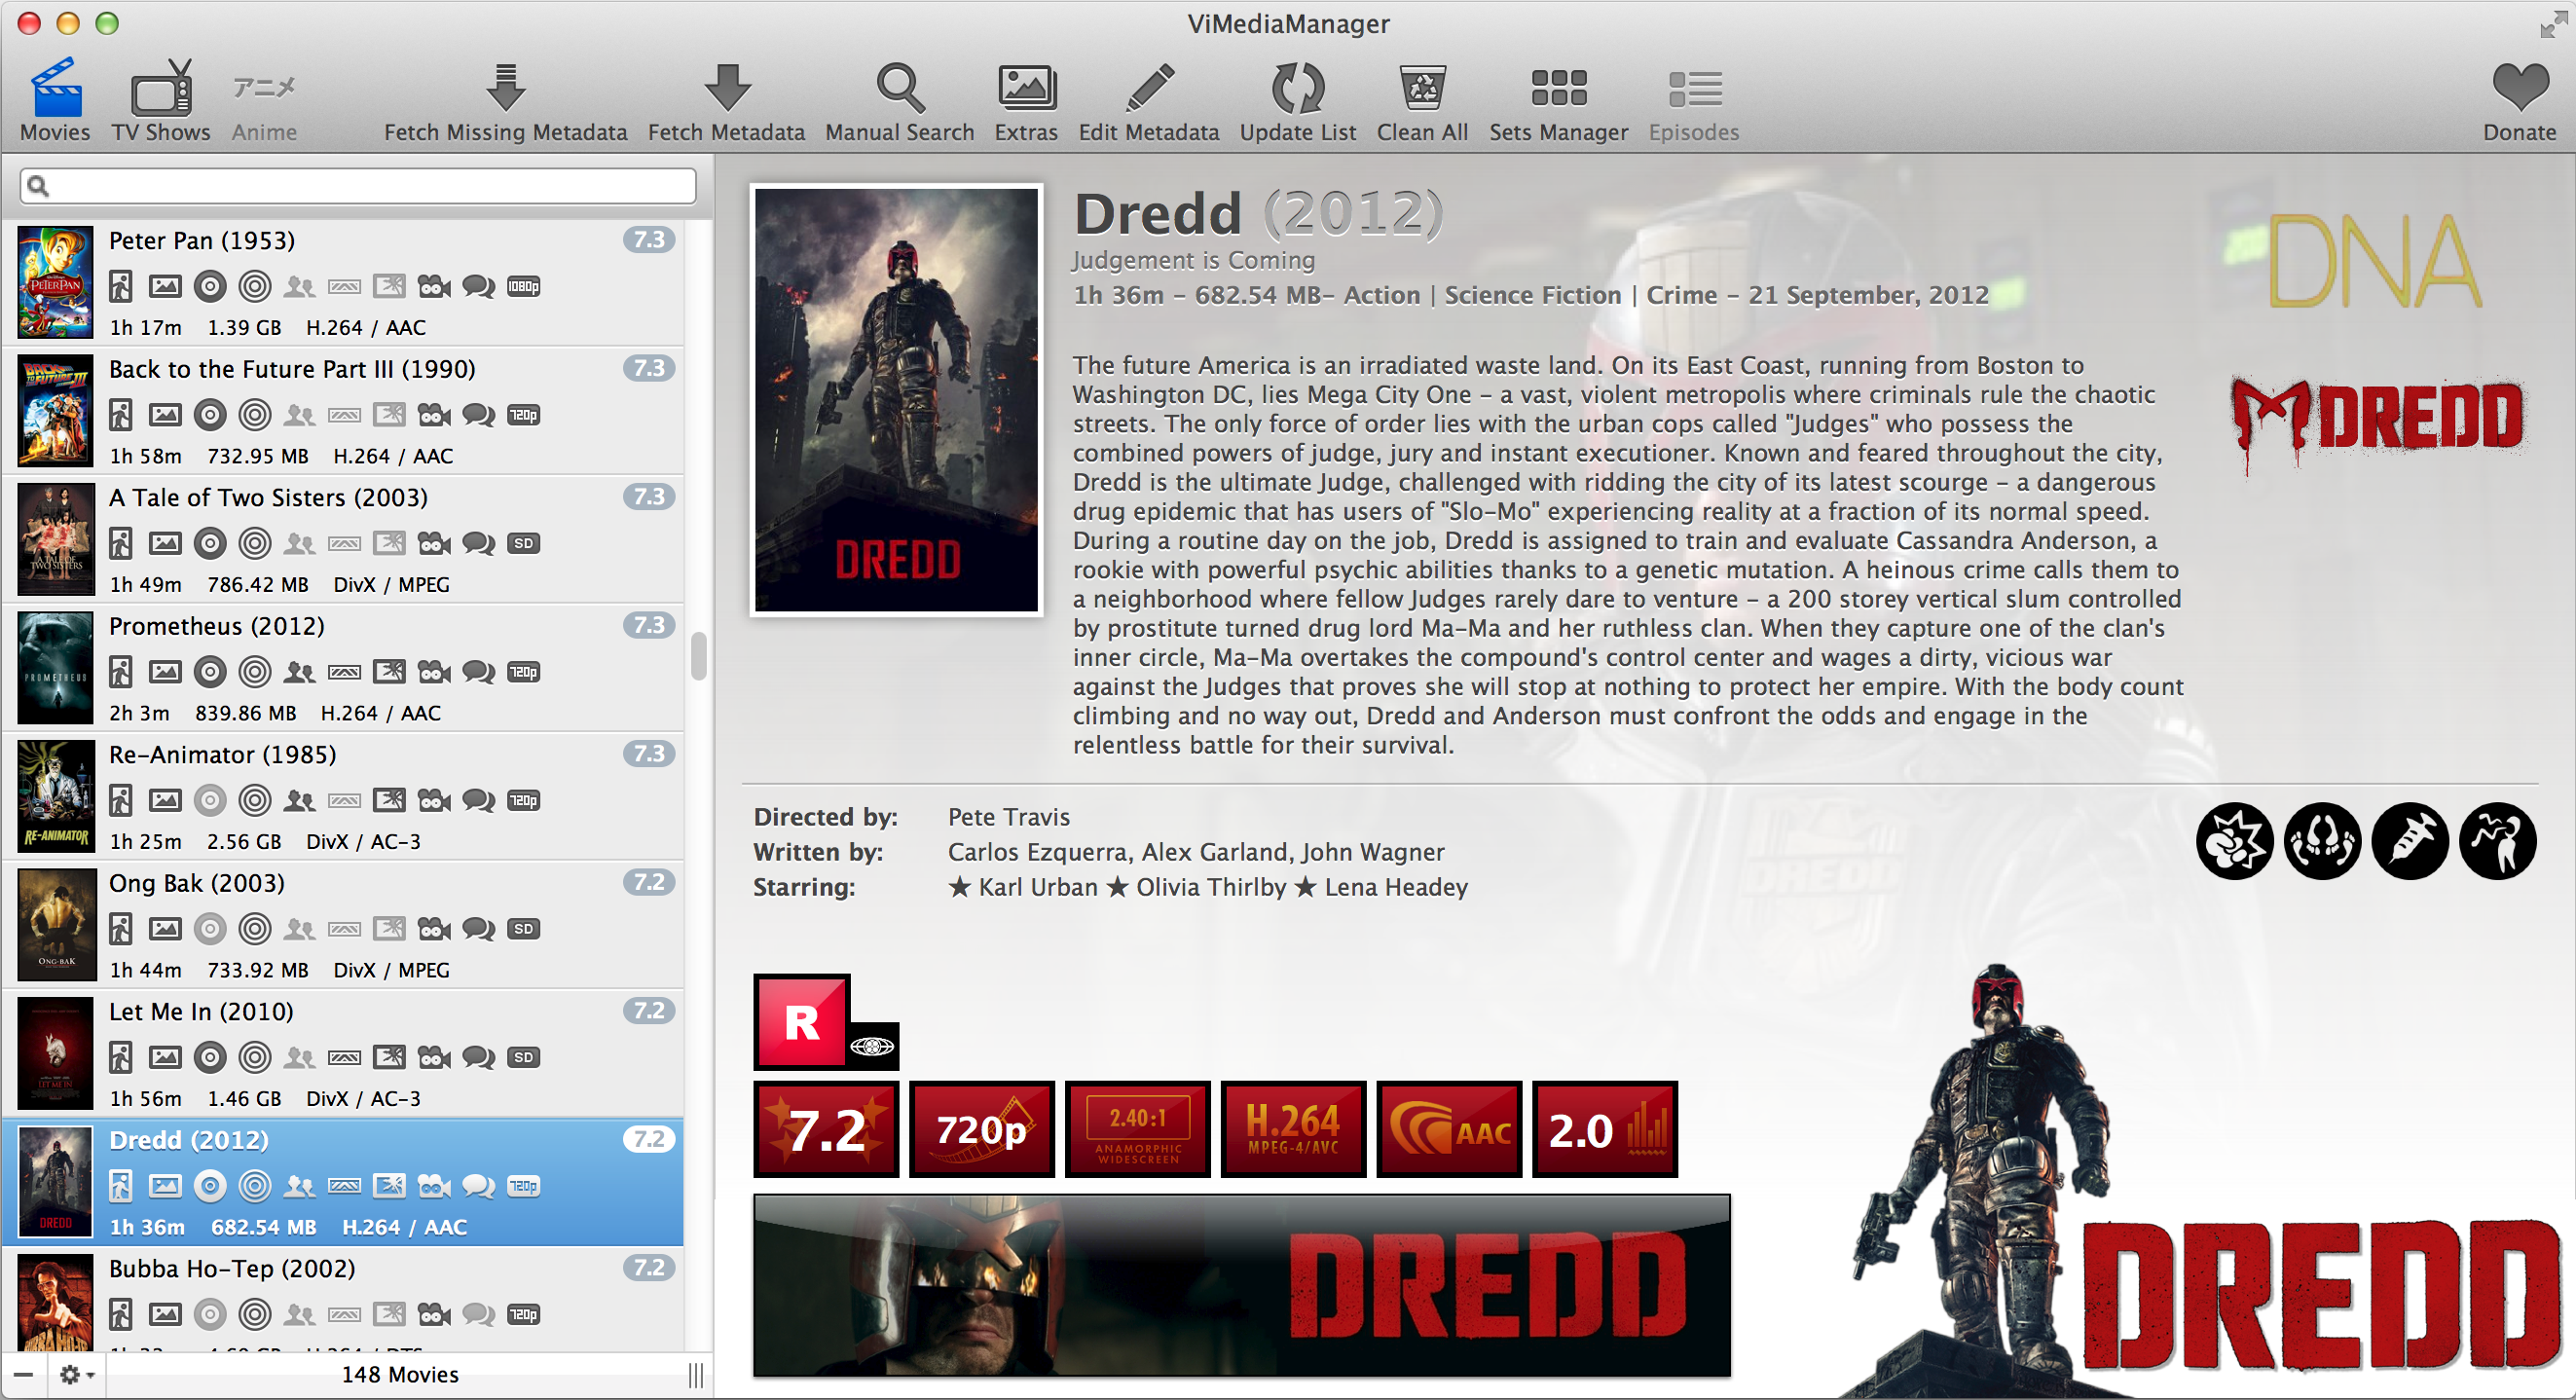 ViMediaManager
Movies
TV Shows
アニメ
Anime
Fetch Missing Metadata
Fetch Metadata
Manual Search
Extras
Edit Metadata
Update List
Clean All
Sets Manager
Episodes
Donate
Peter Pan (1953)
7.3
PETER PAN
1080p
1h 17m 1.39 GB H.264 / AAC
Back to the Future Part III (1990)
7.3
BACK TO THE FUTURE III
720p
1h 58m 732.95 MB H.264 / AAC
A Tale of Two Sisters (2003)
7.3
A TALE OF
TWO SISTERS
SD
1h 49m 786.42 MB DivX / MPEG
Prometheus (2012)
7.3
PROMETHEUS
720p
2h 3m 839.86 MB H.264 / AAC
Re-Animator (1985)
7.3
RE-ANIMATOR
720p
1h 25m 2.56 GB DivX / AC-3
Ong Bak (2003)
7.2
ONG-BAK
SD
1h 44m 733.92 MB DivX / MPEG
Let Me In (2010)
7.2
LET ME IN
SD
1h 56m 1.46 GB DivX / AC-3
Dredd (2012)
7.2
DREDD
720p
1h 36m 682.54 MB H.264 / AAC
Bubba Ho-Tep (2002)
7.2
720p
148 Movies
DREDD
Dredd (2012)
Judgement is Coming
1h 36m - 682.54 MB- Action | Science Fiction | Crime - 21 September, 2012
DNA
DREDD
The future America is an irradiated waste land. On its East Coast, running from Boston to
Washington DC, lies Mega City One - a vast, violent metropolis where criminals rule the chaotic
streets. The only force of order lies with the urban cops called "Judges" who possess the
combined powers of judge, jury and instant executioner. Known and feared throughout the city,
Dredd is the ultimate Judge, challenged with ridding the city of its latest scourge - a dangerous
drug epidemic that has users of "Slo-Mo" experiencing reality at a fraction of its normal speed.
During a routine day on the job, Dredd is assigned to train and evaluate Cassandra Anderson, a
rookie with powerful psychic abilities thanks to a genetic mutation. A heinous crime calls them to
a neighborhood where fellow Judges rarely dare to venture - a 200 storey vertical slum controlled
by prostitute turned drug lord Ma-Ma and her ruthless clan. When they capture one of the clan's
inner circle, Ma-Ma overtakes the compound's control center and wages a dirty, vicious war
against the Judges that proves she will stop at nothing to protect her empire. With the body count
climbing and no way out, Dredd and Anderson must confront the odds and engage in the
relentless battle for their survival.
Directed by: Pete Travis
Written by: Carlos Ezquerra, Alex Garland, John Wagner
Starring: ★ Karl Urban ★ Olivia Thirlby ★ Lena Headey
DREDD
R
7.2
720p
2.40:1
ANAMORPHIC
WIDESCREEN
H.264
MPEG-4/AVC
AAC
2.0
DREDD
DREDD